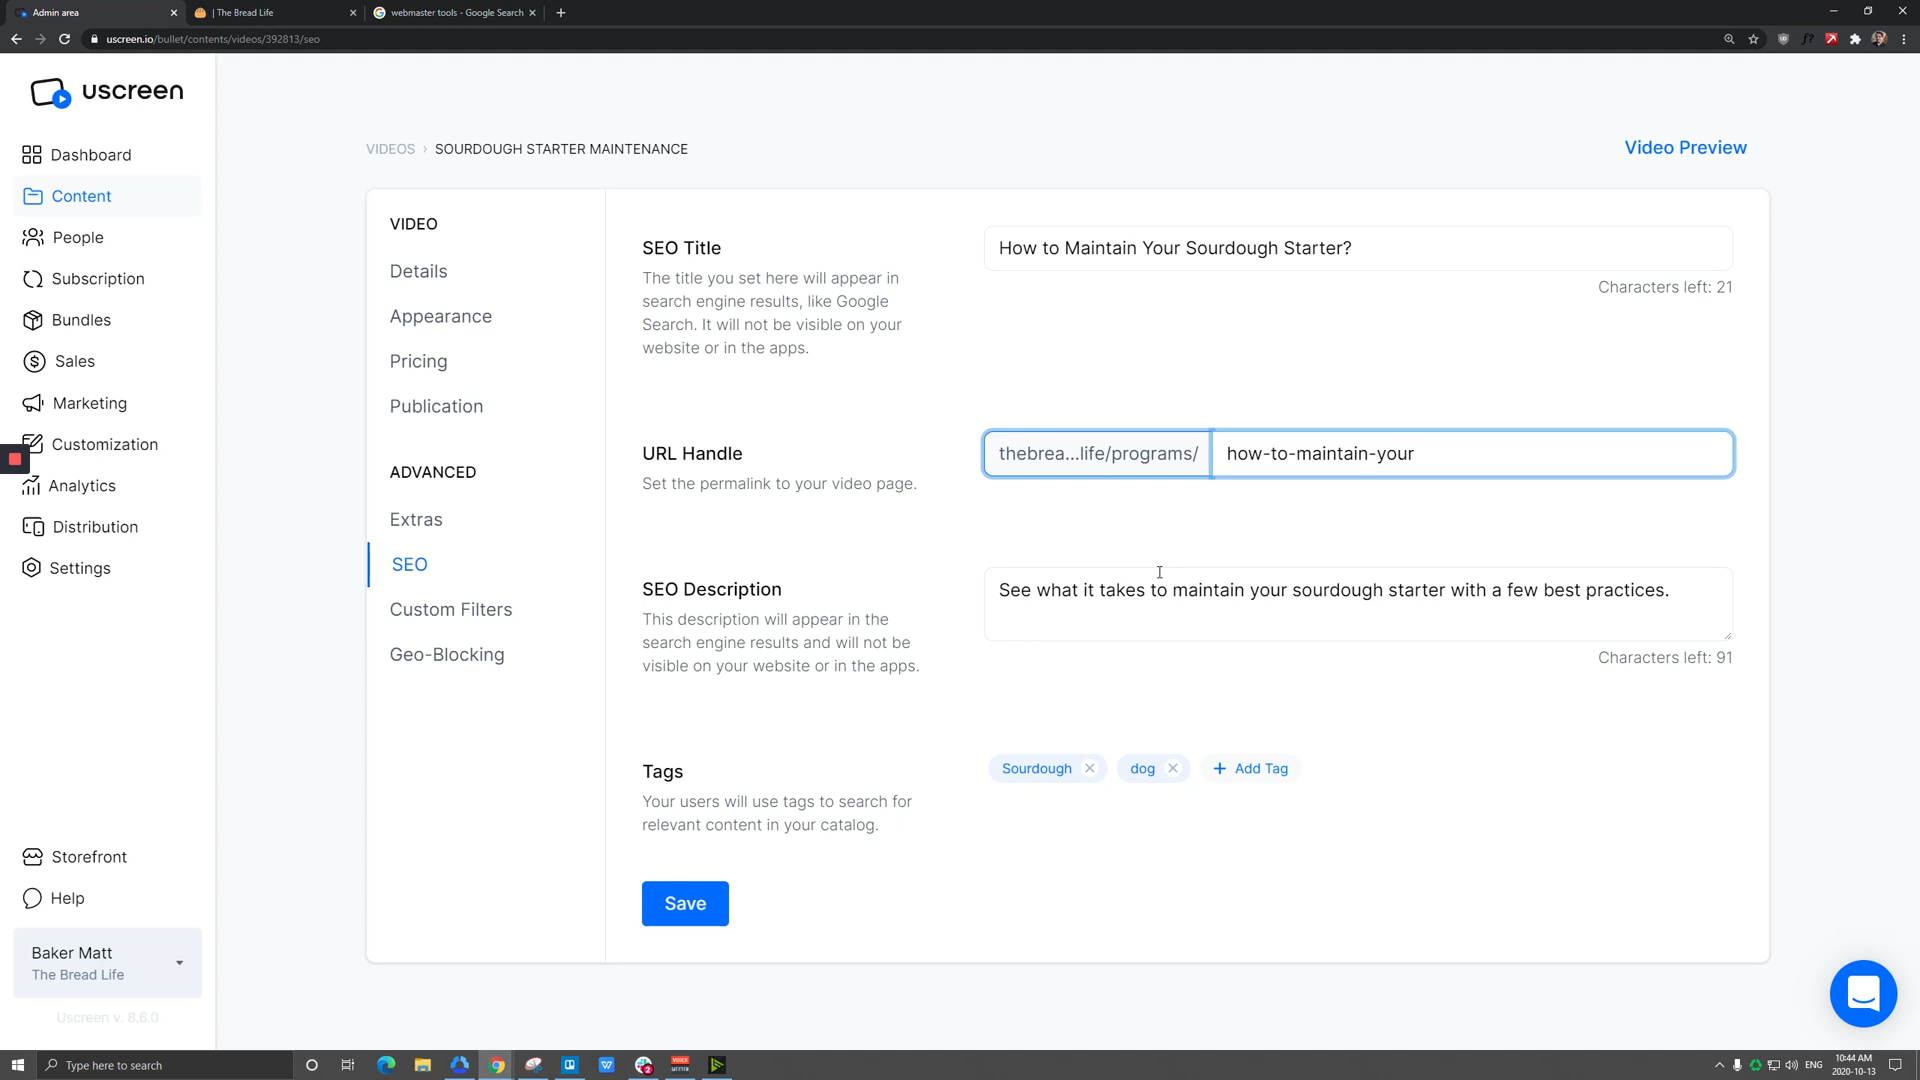 Admin area
| The Bread Life
webmaster tools - Google Search
uscreen.io/bullet/contents/videos/392813/seo
uscreen
Dashboard
Content
People
Subscription
Bundles
Sales
Marketing
Customization
Analytics
Distribution
Settings
Storefront
Help
Baker Matt
The Bread Life
Uscreen v. 8.6.0
VIDEOS › SOURDOUGH STARTER MAINTENANCE
Video Preview
VIDEO
Details
Appearance
Pricing
Publication
ADVANCED
Extras
SEO
Custom Filters
Geo-Blocking
SEO Title
The title you set here will appear in
search engine results, like Google
Search. It will not be visible on your
website or in the apps.
How to Maintain Your Sourdough Starter?
Characters left: 21
URL Handle
Set the permalink to your video page.
thebrea...life/programs/ how-to-maintain-your
SEO Description
This description will appear in the
search engine results and will not be
visible on your website or in the apps.
See what it takes to maintain your sourdough starter with a few best practices.
Characters left: 91
Tags
Your users will use tags to search for
relevant content in your catalog.
Sourdough
dog
+ Add Tag
Save
Type here to search
ENG
10:44 AM
2020-10-13